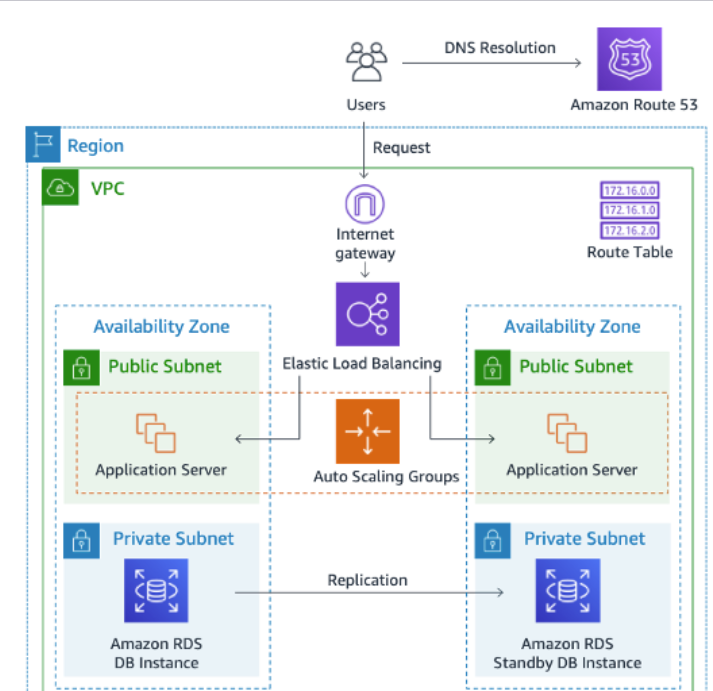 DNS Resolution
53
Users
Amazon Route 53
Region
Request
VPC
172.16.0.0
172.16.1.0
172.16.2.0
Internet
gateway
Route Table
Availability Zone
Availability Zone
Public Subnet
Elastic Load Balancing
Public Subnet
Application Server
Auto Scaling Groups
Application Server
Private Subnet
Private Subnet
Replication
Amazon RDS
DB Instance
Amazon RDS
Standby DB Instance